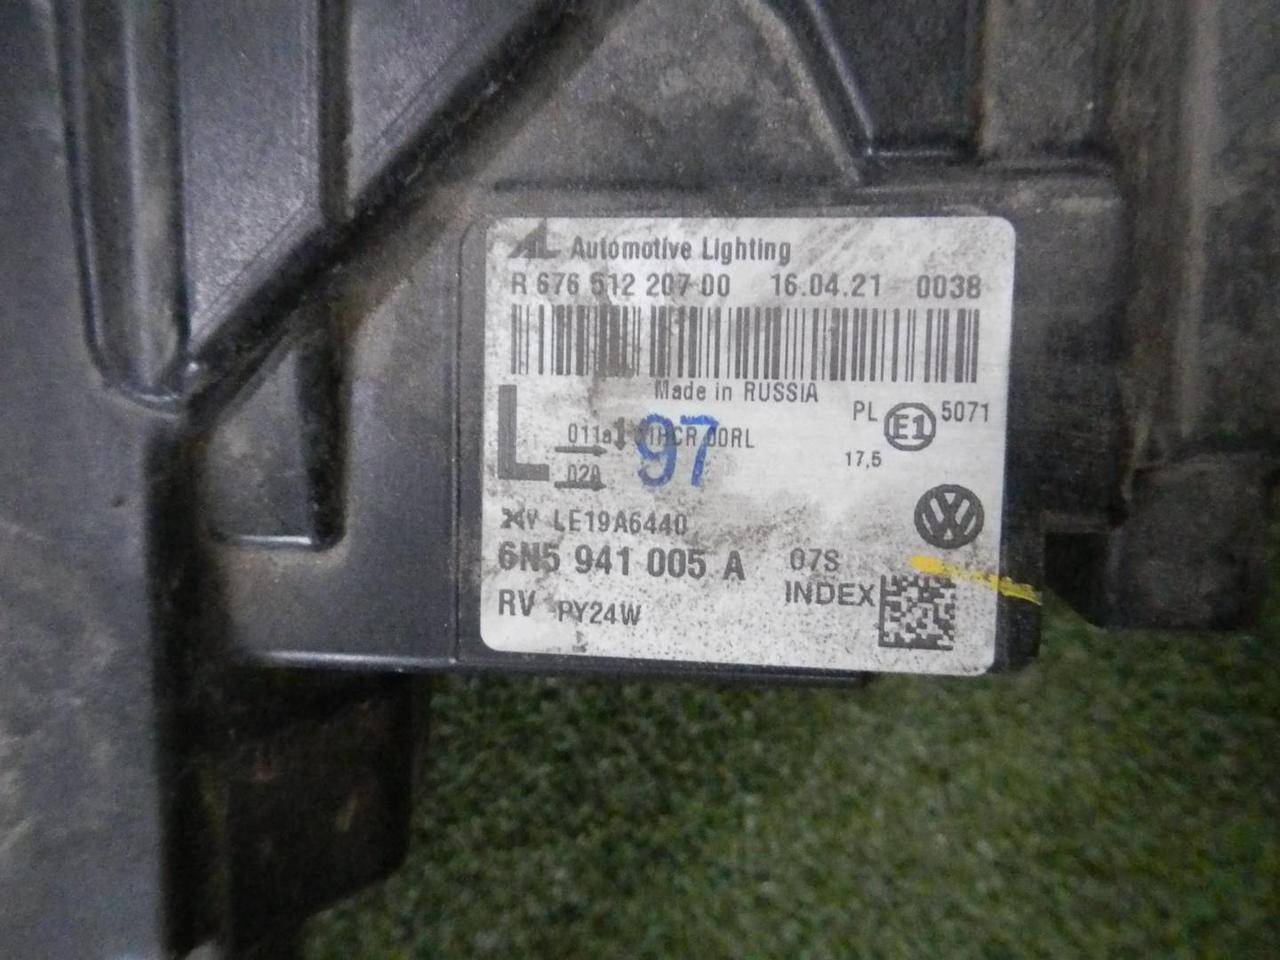 AL Automotive Lighting
R 676 512 207 00 16.04.21 0038
Made in RUSSIA
L
PL E1 5071
97
17,5
LE19A6440
6N5 941 005 A 07S
INDEX
RV PY24W